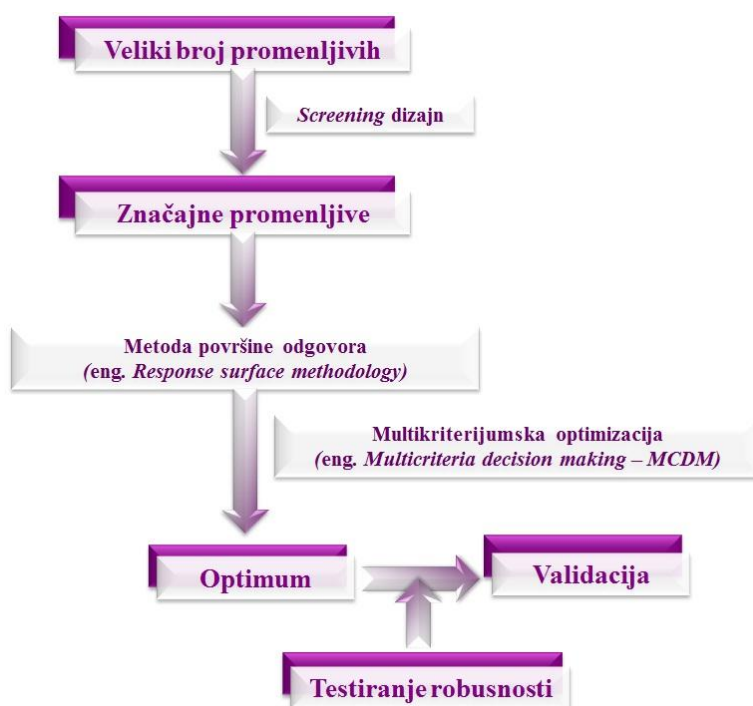 Veliki broj promenljivih
Screening dizajn
Značajne promenljive
Metoda površine odgovora
(eng. Response surface methodology)
Multikriterijumska optimizacija
(eng. Multicriteria decision making – MCDM)
Optimum
Validacija
Testiranje robusnosti